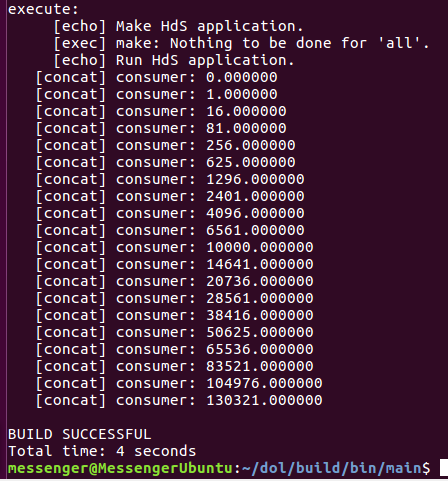 execute:
[echo] Make HdS application.
[exec] make: Nothing to be done for 'all'.
[echo] Run HdS application.
[concat] consumer: 0.000000
[concat] consumer: 1.000000
[concat] consumer: 16.000000
[concat] consumer: 81.000000
[concat] consumer: 256.000000
[concat] consumer: 625.000000
[concat] consumer: 1296.000000
[concat] consumer: 2401.000000
[concat] consumer: 4096.000000
[concat] consumer: 6561.000000
[concat] consumer: 10000.000000
[concat] consumer: 14641.000000
[concat] consumer: 20736.000000
[concat] consumer: 28561.000000
[concat] consumer: 38416.000000
[concat] consumer: 50625.000000
[concat] consumer: 65536.000000
[concat] consumer: 83521.000000
[concat] consumer: 104976.000000
[concat] consumer: 130321.000000
BUILD SUCCESSFUL
Total time: 4 seconds
messenger@MessengerUbuntu:~/dol/build/bin/main$